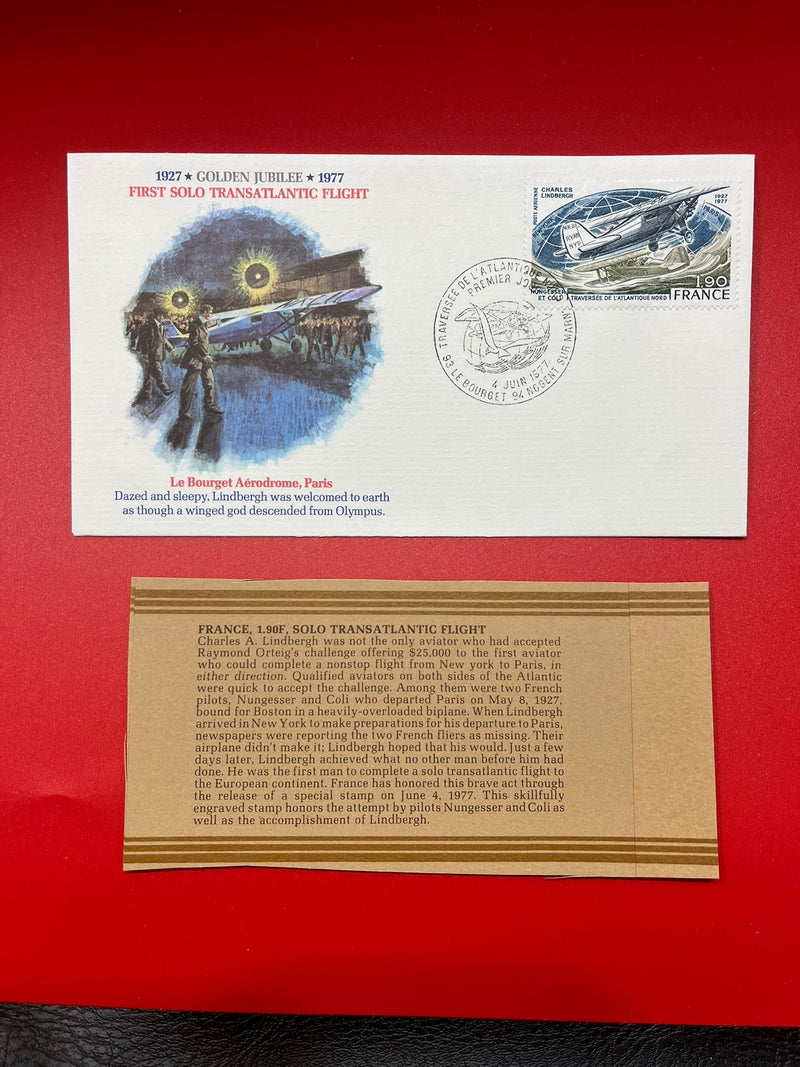 1927 ★ GOLDEN JUBILEE ★ 1977
FIRST SOLO TRANSATLANTIC FLIGHT
Le Bourget Aérodrome, Paris
Dazed and sleepy, Lindbergh was welcomed to earth
as though a winged god descended from Olympus.
POSTE AERIENNE
CHARLES
LINDBERGH
1927
1977
PARIS
RYAN
NYP
1,90
NUNGESSER
ET COLI
TRAVERSÉE DE L'ATLANTIQUE NORD
FRANCE
TRAVERSÉE DE L'ATLANTIQUE
PREMIER JOUR
4 JUIN 1977
93 LE BOURGET 94 NOGENT SUR MARNE
FRANCE, 1.90F, SOLO TRANSATLANTIC FLIGHT
Charles A. Lindbergh was not the only aviator who had accepted
Raymond Orteig's challenge offering $25,000 to the first aviator
who could complete a nonstop flight from New york to Paris, in
either direction. Qualified aviators on both sides of the Atlantic
were quick to accept the challenge. Among them were two French
pilots, Nungesser and Coli who departed Paris on May 8, 1927,
bound for Boston in a heavily-overloaded biplane. When Lindbergh
arrived in New York to make preparations for his departure to Paris,
newspapers were reporting the two French fliers as missing. Their
airplane didn't make it; Lindbergh hoped that his would. Just a few
days later, Lindbergh achieved what no other man before him had
done. He was the first man to complete a solo transatlantic flight to
the European continent. France has honored this brave act through
the release of a special stamp on June 4, 1977. This skillfully
engraved stamp honors the attempt by pilots Nungesser and Coli as
well as the accomplishment of Lindbergh.